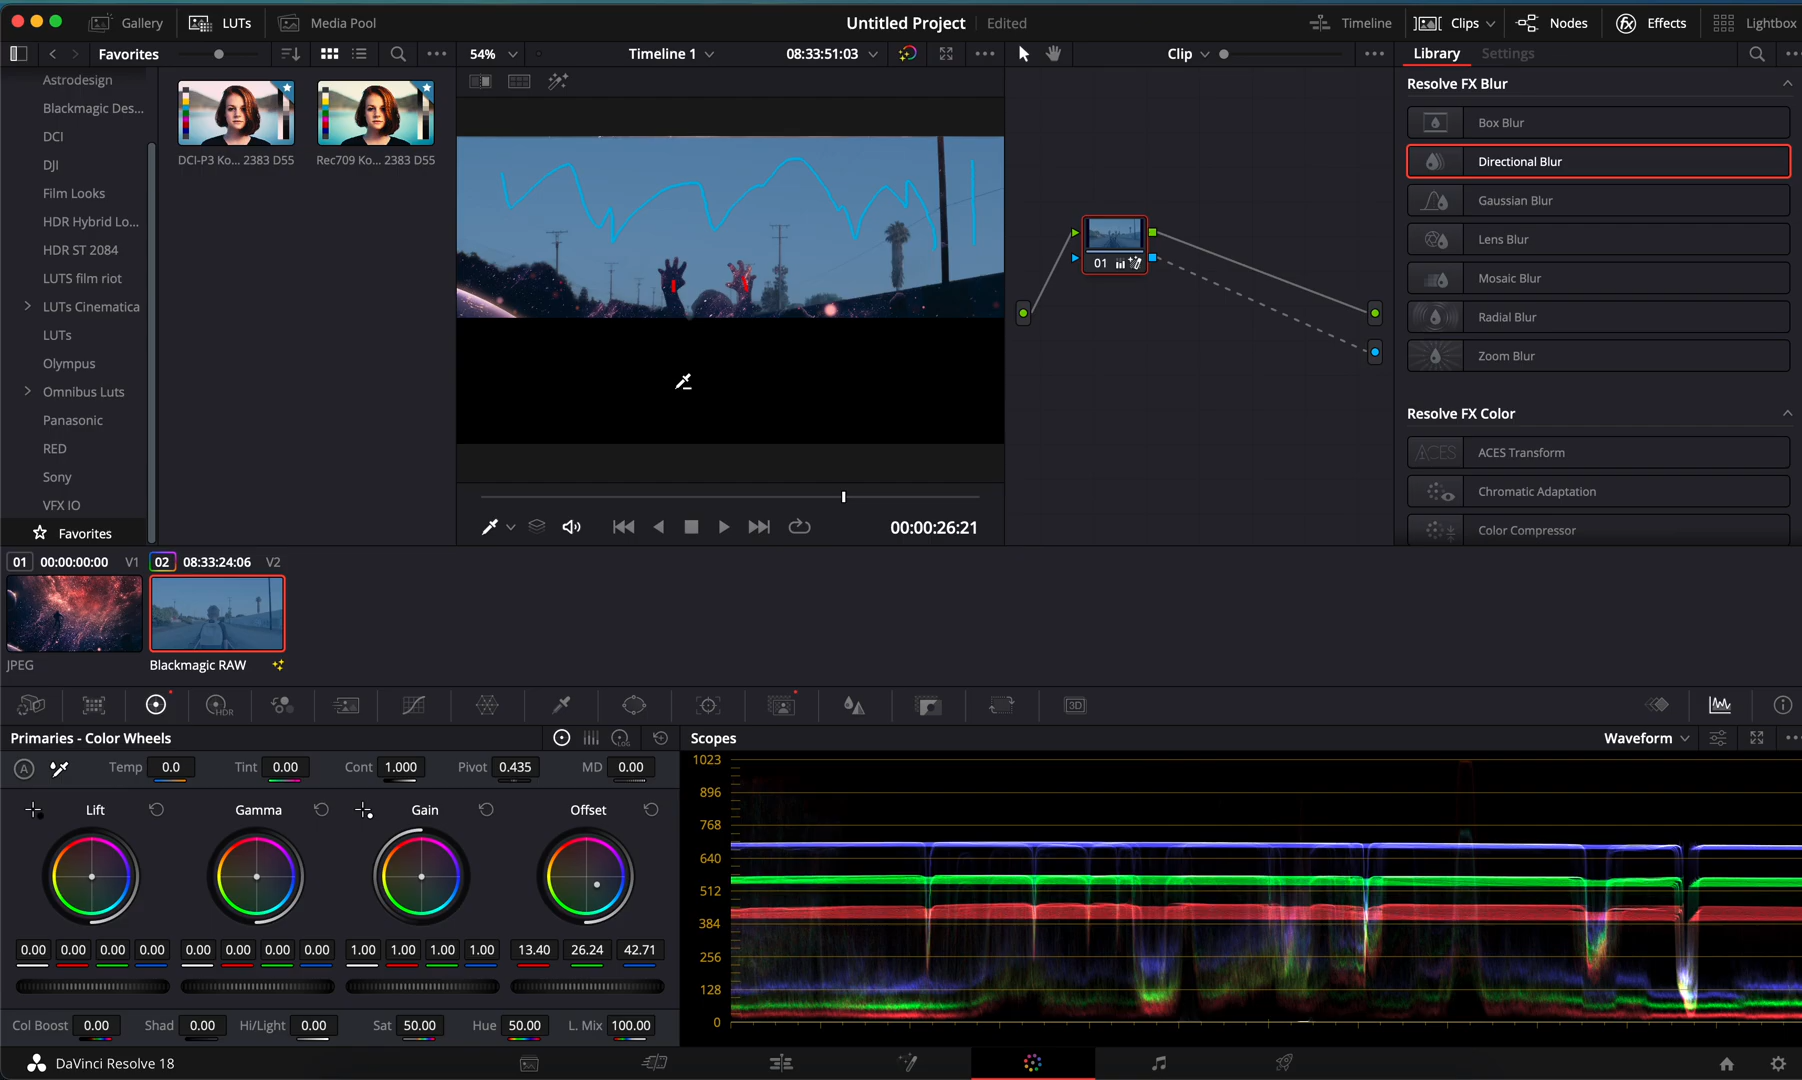 Gallery LUTs Media Pool Untitled Project Edited Timeline Clips Nodes Effects Lightbox
Favorites 54% Timeline 1 08:33:51:03 Clip Library Settings
Astrodesign
Blackmagic Des...
DCI
DJI
Film Looks
HDR Hybrid Lo...
HDR ST 2084
LUTS film riot
LUTs Cinematica
LUTs
Olympus
Omnibus Luts
Panasonic
RED
Sony
VFX IO
Favorites
DCI-P3 Ko... 2383 D55 Rec709 Ko... 2383 D55
00:00:26:21
01
Resolve FX Blur
Box Blur
Directional Blur
Gaussian Blur
Lens Blur
Mosaic Blur
Radial Blur
Zoom Blur
Resolve FX Color
ACES ACES Transform
Chromatic Adaptation
Color Compressor
01 00:00:00:00 V1 02 08:33:24:06 V2
JPEG Blackmagic RAW
HDR 3D
Primaries - Color Wheels LOG
A Temp 0.0 Tint 0.00 Cont 1.000 Pivot 0.435 MD 0.00
Lift Gamma Gain Offset
0.00 0.00 0.00 0.00 0.00 0.00 0.00 0.00 1.00 1.00 1.00 1.00 13.40 26.24 42.71
Col Boost 0.00 Shad 0.00 Hi/Light 0.00 Sat 50.00 Hue 50.00 L. Mix 100.00
Scopes Waveform
1023
896
768
640
512
384
256
128
0
DaVinci Resolve 18